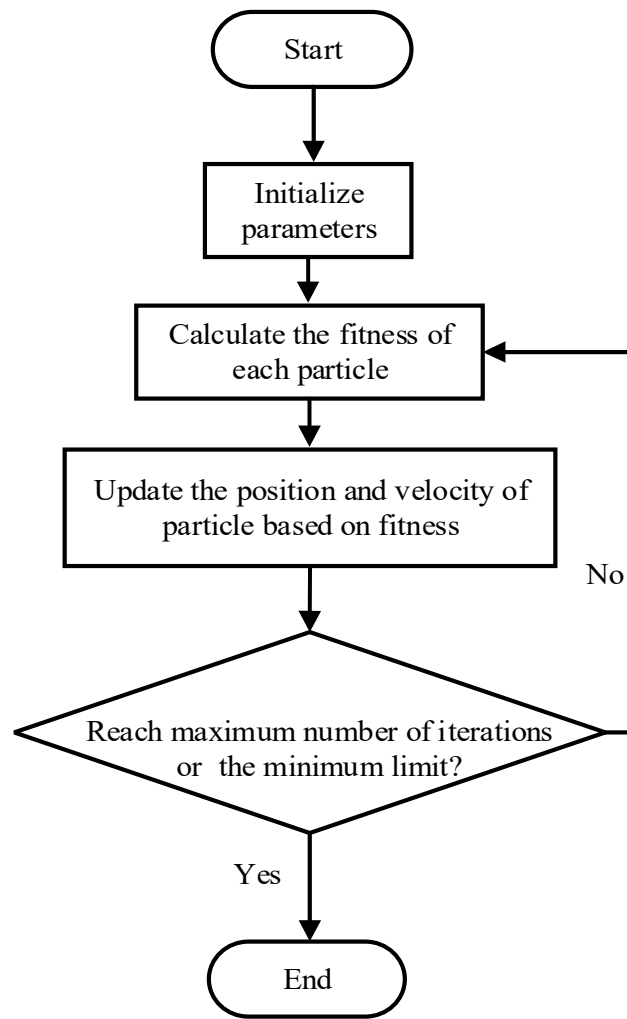 Start
Initialize
parameters
Calculate the fitness of
each particle
Update the position and velocity of
particle based on fitness
No
Reach maximum number of iterations
or the minimum limit?
Yes
End